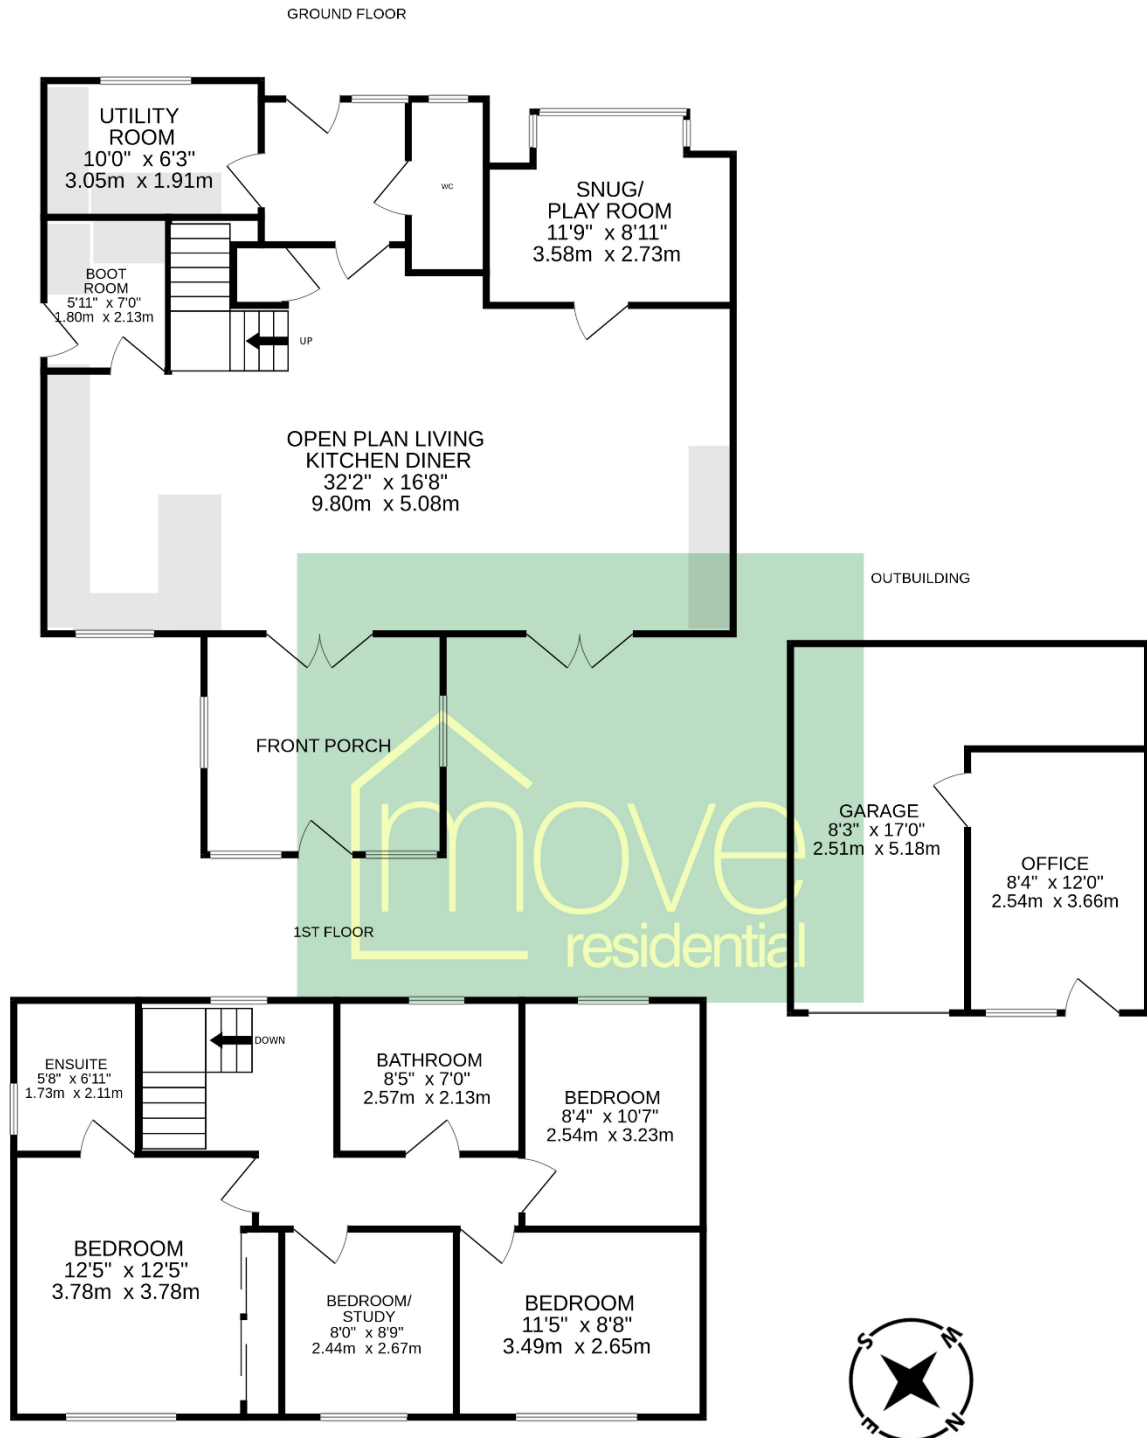 GROUND FLOOR
UTILITY
ROOM
10'0" x 6'3"
3.05m x 1.91m
WC
SNUG/
PLAY ROOM
11'9" x 8'11"
3.58m x 2.73m
BOOT
ROOM
5'11" x 7'0"
1.80m x 2.13m
UP
OPEN PLAN LIVING
KITCHEN DINER
32'2" x 16'8"
9.80m x 5.08m
OUTBUILDING
FRONT PORCH
move
residential
GARAGE
8'3" x 17'0"
2.51m x 5.18m
OFFICE
8'4" x 12'0"
2.54m x 3.66m
1ST FLOOR
DOWN
ENSUITE
5'8" x 6'11"
1.73m x 2.11m
BATHROOM
8'5" x 7'0"
2.57m x 2.13m
BEDROOM
8'4" x 10'7"
2.54m x 3.23m
BEDROOM
12'5" x 12'5"
3.78m x 3.78m
BEDROOM/
STUDY
8'0" x 8'9"
2.44m x 2.67m
BEDROOM
11'5" x 8'8"
3.49m x 2.65m
S
W
E
N